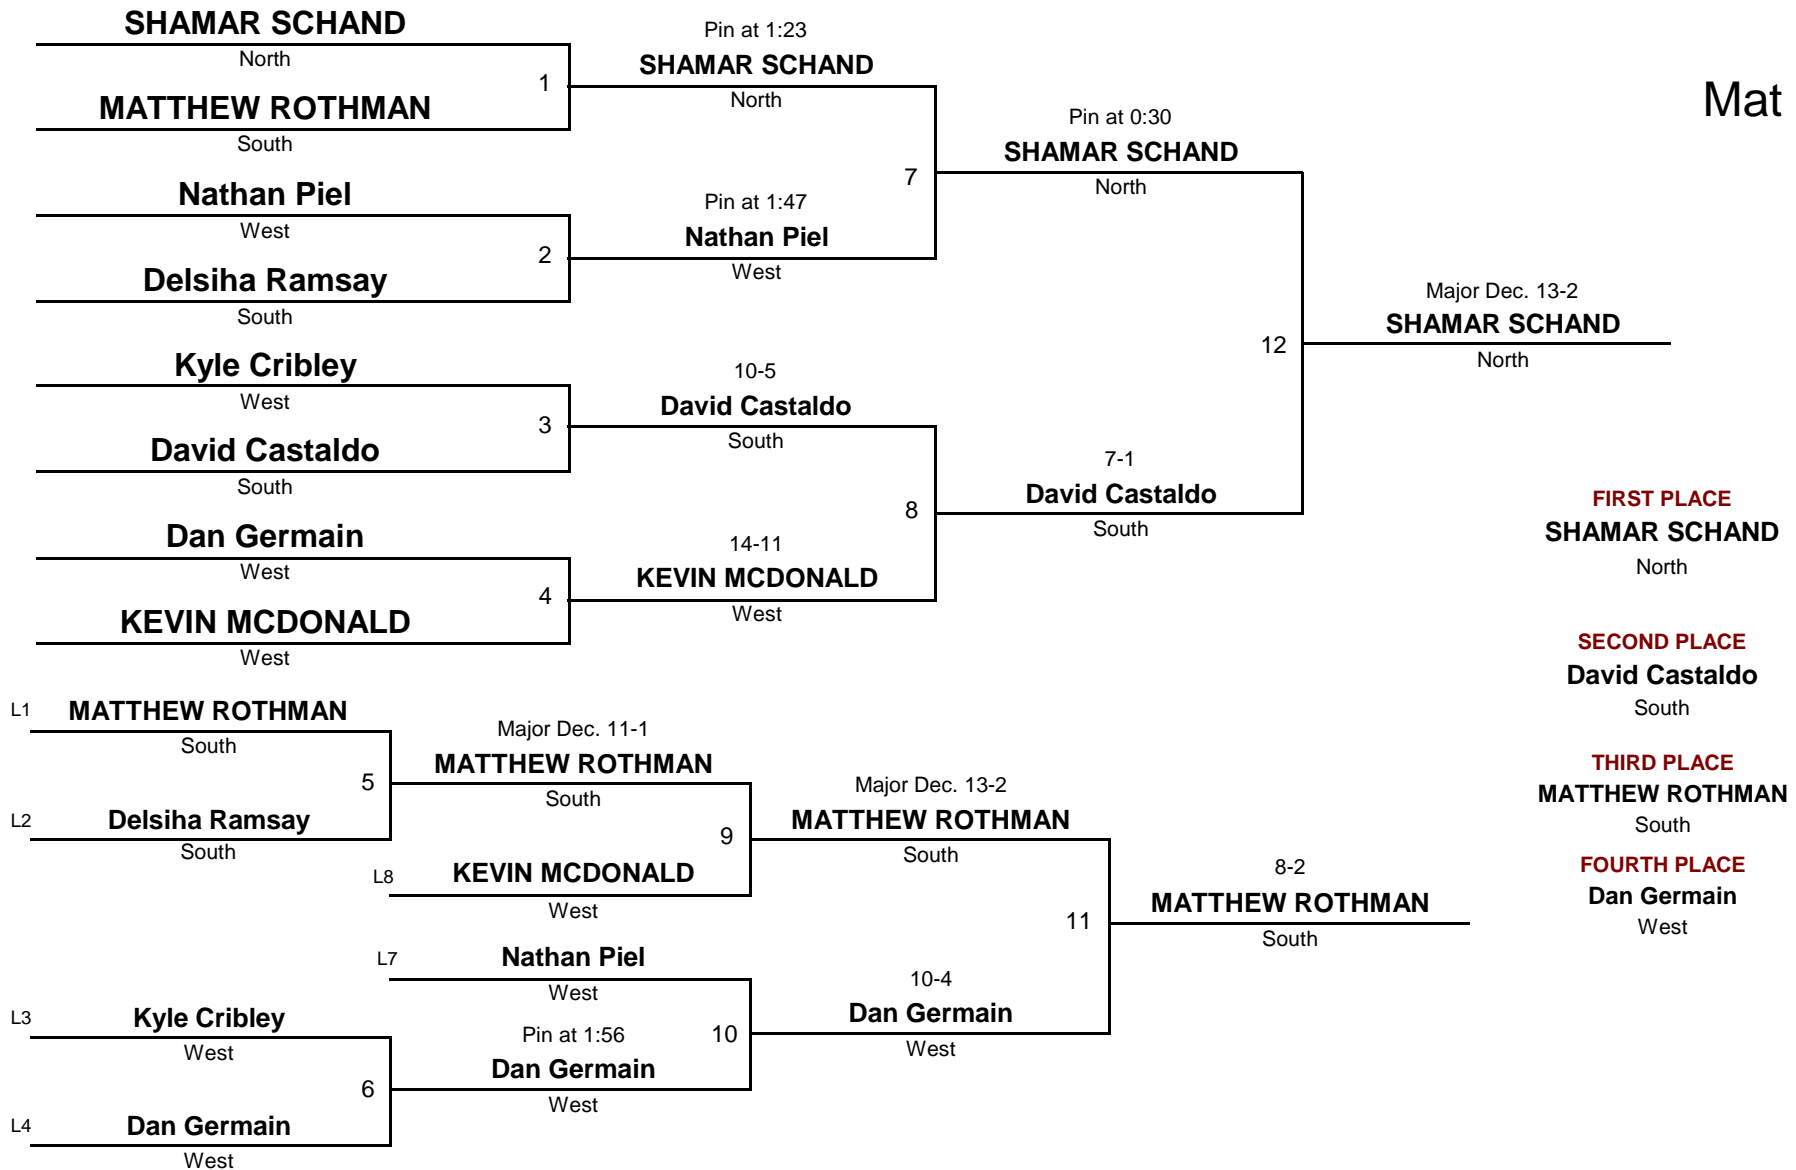 SHAMAR SCHAND
North
1
MATTHEW ROTHMAN
South
Pin at 1:23
SHAMAR SCHAND
North
Nathan Piel
West
2
Delsiha Ramsay
South
Pin at 1:47
Nathan Piel
West
7
Pin at 0:30
SHAMAR SCHAND
North
Mat
Kyle Cribley
West
3
David Castaldo
South
10-5
David Castaldo
South
Dan Germain
West
4
KEVIN MCDONALD
West
14-11
KEVIN MCDONALD
West
8
7-1
David Castaldo
South
12
Major Dec. 13-2
SHAMAR SCHAND
North
FIRST PLACE
SHAMAR SCHAND
North
SECOND PLACE
David Castaldo
South
THIRD PLACE
MATTHEW ROTHMAN
South
FOURTH PLACE
Dan Germain
West
L1 MATTHEW ROTHMAN
South
5
L2 Delsiha Ramsay
South
Major Dec. 11-1
MATTHEW ROTHMAN
South
9
L8 KEVIN MCDONALD
West
Major Dec. 13-2
MATTHEW ROTHMAN
South
L7 Nathan Piel
West
L3 Kyle Cribley
West
6
L4 Dan Germain
West
Pin at 1:56
Dan Germain
West
10
10-4
Dan Germain
West
11
8-2
MATTHEW ROTHMAN
South